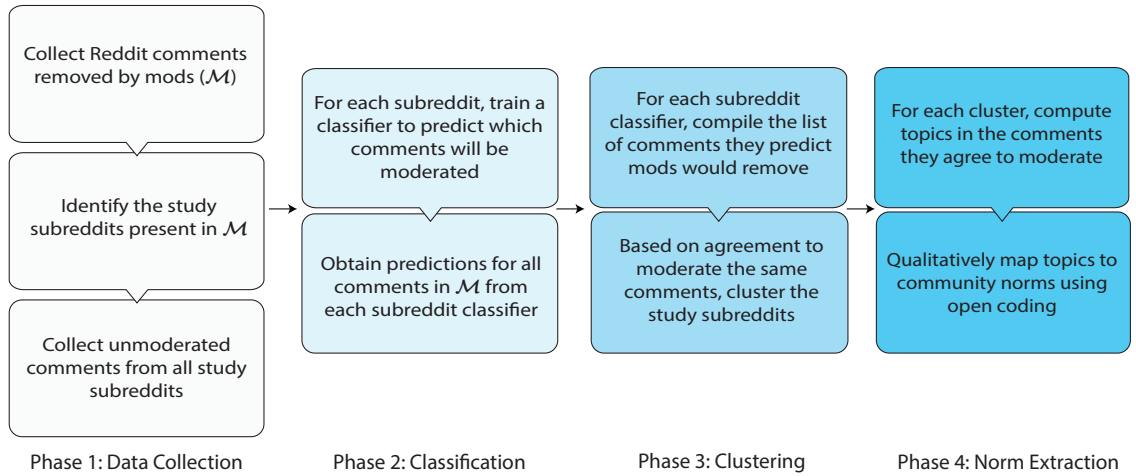 Collect Reddit comments
removed by mods (ℳ)
Identify the study
subreddits present in ℳ
Collect unmoderated
comments from all study
subreddits
Phase 1: Data Collection
For each subreddit, train a
classifier to predict which
comments will be
moderated
Obtain predictions for all
comments in ℳ from
each subreddit classifier
Phase 2: Classification
For each subreddit
classifier, compile the list
of comments they predict
mods would remove
Based on agreement to
moderate the same
comments, cluster the
study subreddits
Phase 3: Clustering
For each cluster, compute
topics in the comments
they agree to moderate
Qualitatively map topics to
community norms using
open coding
Phase 4: Norm Extraction